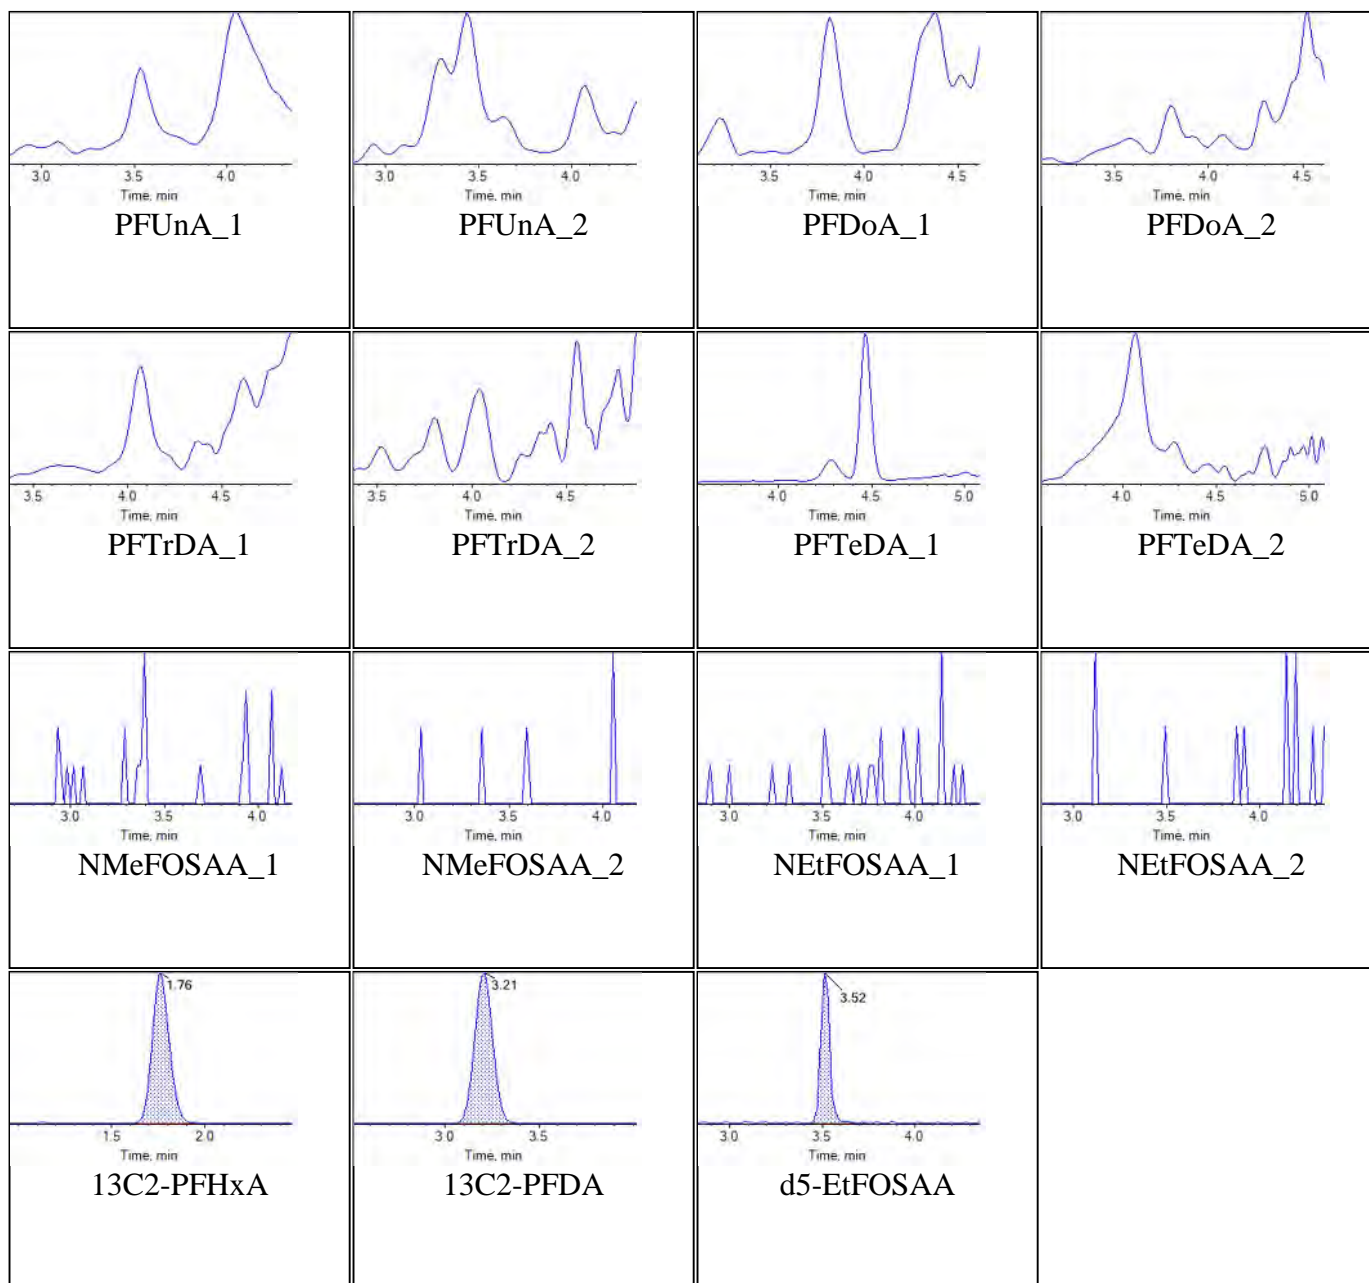 3.0 3.5 4.0
Time, min
PFUnA_1
3.0 3.5 4.0
Time, min
PFUnA_2
3.5 4.0 4.5
Time, min
PFDoA_1
3.5 4.0 4.5
Time, min
PFDoA_2
3.5 4.0 4.5
Time, min
PFTrDA_1
3.5 4.0 4.5
Time, min
PFTrDA_2
4.0 4.5 5.0
Time, min
PFTeDA_1
4.0 4.5 5.0
Time, min
PFTeDA_2
3.0 3.5 4.0
Time, min
NMeFOSAA_1
3.0 3.5 4.0
Time, min
NMeFOSAA_2
3.0 3.5 4.0
Time, min
NEtFOSAA_1
3.0 3.5 4.0
Time, min
NEtFOSAA_2
1.76
1.5 2.0
Time, min
13C2-PFHxA
3.21
3.0 3.5
Time, min
13C2-PFDA
3.52
3.0 3.5 4.0
Time, min
d5-EtFOSAA